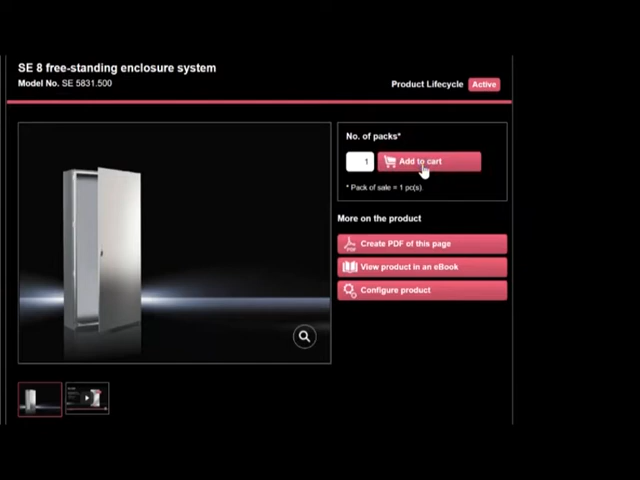 SE 8 free-standing enclosure system
Model No. SE 5831.500
Product Lifecycle Active
No. of packs*
1 Add to cart
* Pack of sale = 1 pc(s).
More on the product
Create PDF of this page
View product in an eBook
Configure product